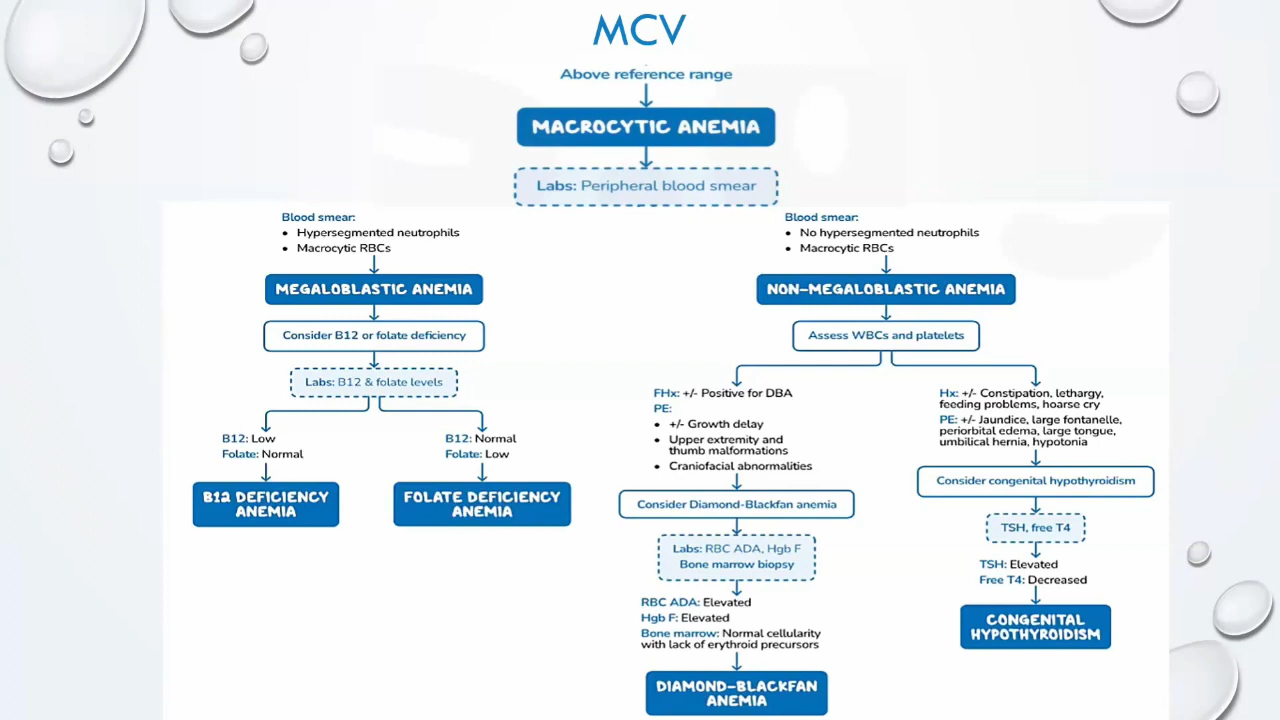 MCV
Above reference range
MACROCYTIC ANEMIA
Labs: Peripheral blood smear
Blood smear:
• Hypersegmented neutrophils
• Macrocytic RBCs
MEGALOBLASTIC ANEMIA
Consider B12 or folate deficiency
Labs: B12 & folate levels
B12: Low
Folate: Normal
B12 DEFICIENCY
ANEMIA
B12: Normal
Folate: Low
FOLATE DEFICIENCY
ANEMIA
Blood smear:
• No hypersegmented neutrophils
• Macrocytic RBCs
NON-MEGALOBLASTIC ANEMIA
Assess WBCs and platelets
FHx: +/- Positive for DBA
PE:
• +/- Growth delay
• Upper extremity and
thumb malformations
• Craniofacial abnormalities
Consider Diamond-Blackfan anemia
Labs: RBC ADA, Hgb F
Bone marrow biopsy
RBC ADA: Elevated
Hgb F: Elevated
Bone marrow: Normal cellularity
with lack of erythroid precursors
DIAMOND-BLACKFAN
ANEMIA
Hx: +/- Constipation, lethargy,
feeding problems, hoarse cry
PE: +/- Jaundice, large fontanelle,
periorbital edema, large tongue,
umbilical hernia, hypotonia
Consider congenital hypothyroidism
TSH, free T4
TSH: Elevated
Free T4: Decreased
CONGENITAL
HYPOTHYROIDISM